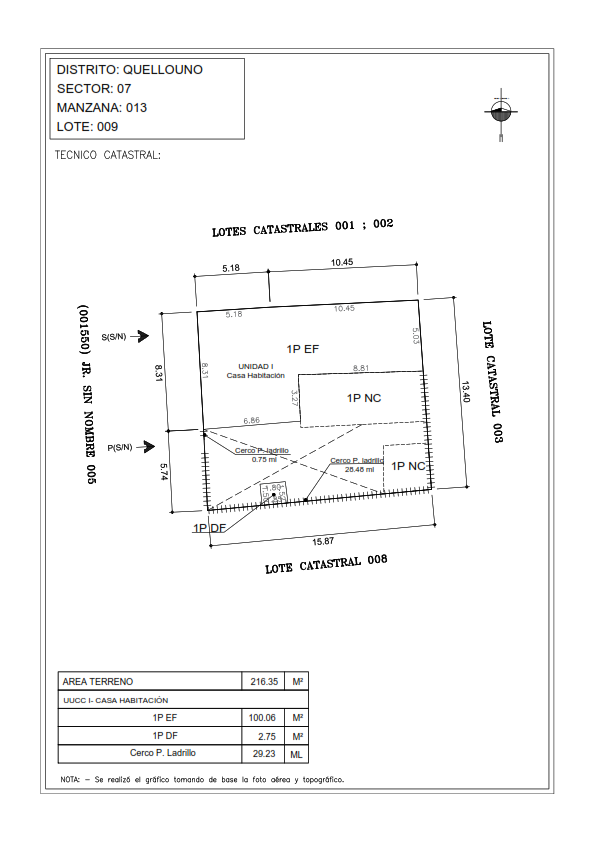 DISTRITO: QUELLOUNO
SECTOR: 07
MANZANA: 013
LOTE: 009
TECNICO CATASTRAL:
LOTES CATASTRALES 001 ; 002
5.18
10.45
5.18
10.45
(001550) JR. SIN NOMBRE 005
S(S/N)
8.31
8.31
1P EF
5.03
UNIDAD I
Casa Habitación
8.81
3.27
1P NC
LOTE CATASTRAL 003
13.40
6.86
P(S/N)
5.74
Cerco P. ladrillo
0.75 ml
Cerco P. ladrillo
28.48 ml
1P NC
1.80
1P DF
15.87
LOTE CATASTRAL 008
AREA TERRENO 216.35 M²
UUCC I- CASA HABITACIÓN
1P EF 100.06 M²
1P DF 2.75 M²
Cerco P. Ladrillo 29.23 ML
NOTA: - Se realizó el gráfico tomando de base la foto aérea y topográfico.